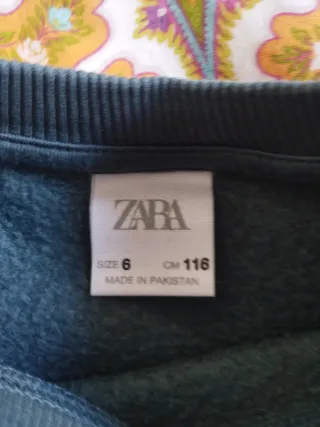 ZARA
SIZE 6 CM 116
MADE IN PAKISTAN